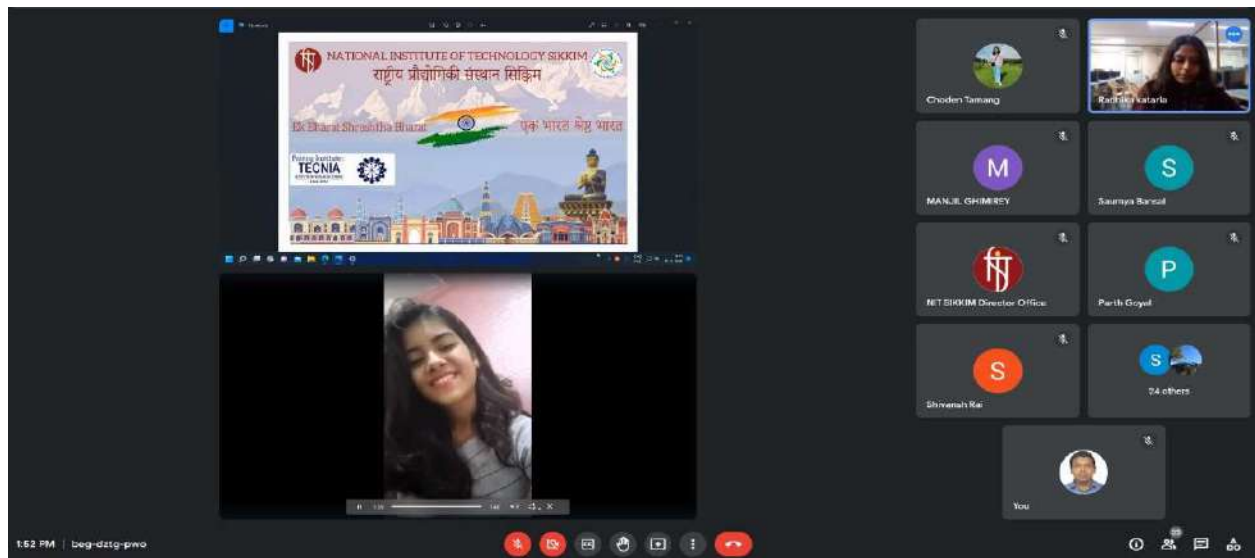 NATIONAL INSTITUTE OF TECHNOLOGY SIKKIM
राष्ट्रीय प्रौद्योगिकी संस्थान सिक्किम
Ek Bharat Shreshtha Bharat
एक भारत श्रेष्ठ भारत
TECNIA
Choden Tamang
Radhika kataria
M
MANJIL GHIMIREY
S
Saumya Bansal
NIT SIKKIM Director Office
P
Parth Goyal
S
Shivansh Rai
S
24 others
You
1:52 PM | beg-dztg-pwo